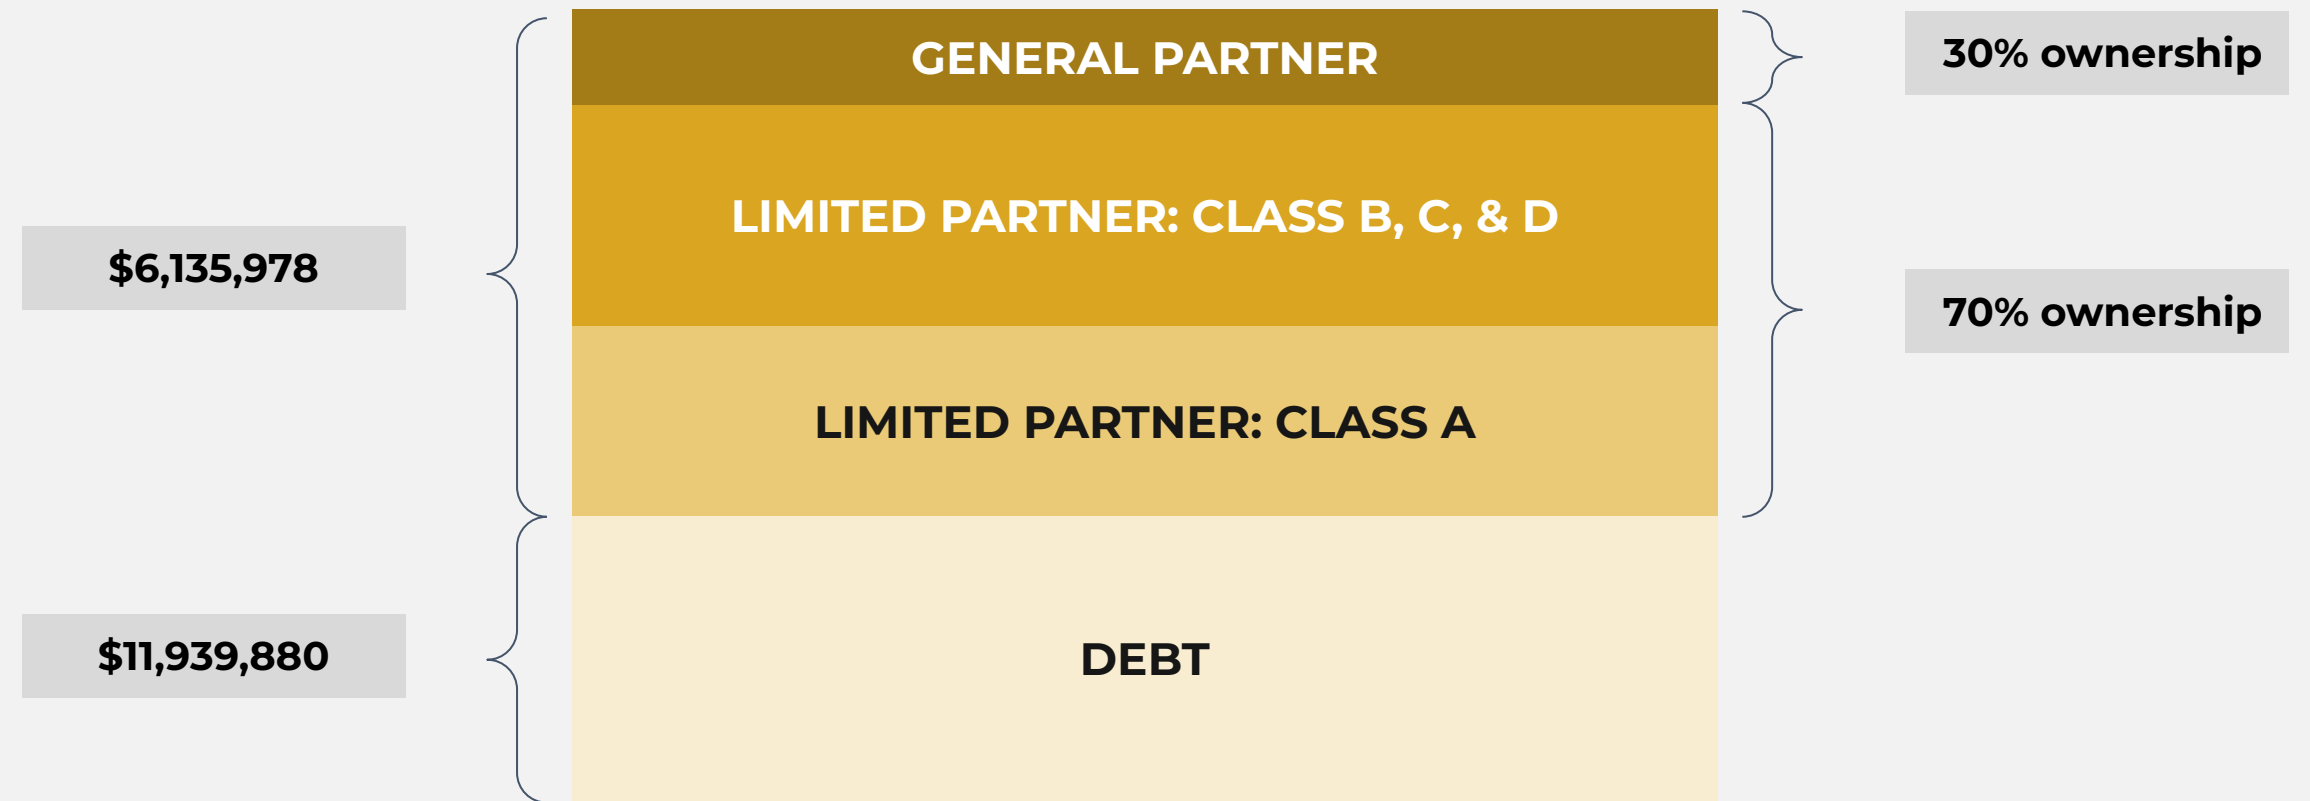 GENERAL PARTNER
30% ownership
LIMITED PARTNER: CLASS B, C, & D
$6,135,978
70% ownership
LIMITED PARTNER: CLASS A
$11,939,880
DEBT